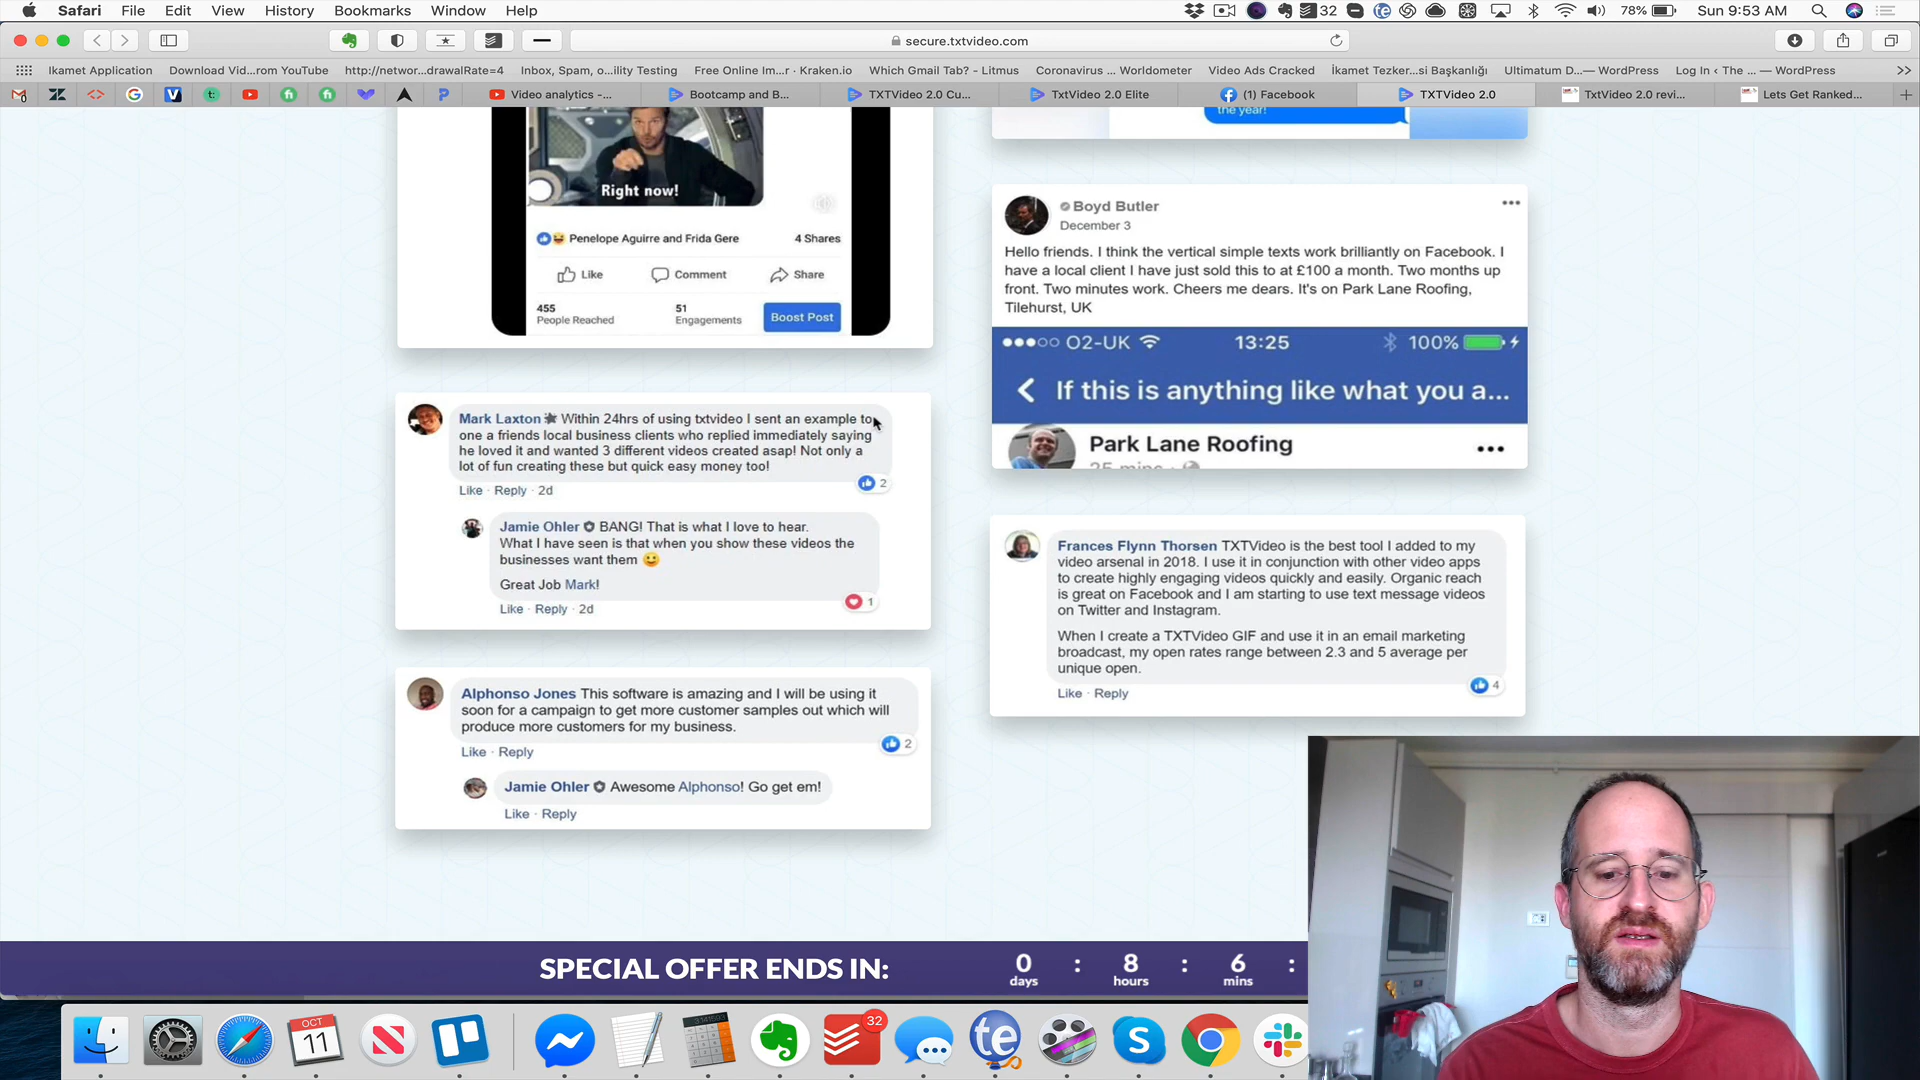 Safari File Edit View History Bookmarks Window Help 32 78% Sun 9:53 AM
secure.txtvideo.com
Ikamet Application Download Vid...rom YouTube http://networ...drawalRate=4 Inbox, Spam, o...ility Testing Free Online Im...r · Kraken.io Which Gmail Tab? - Litmus Coronavirus ... Worldometer Video Ads Cracked İkamet Tezker...si Başkanlığı Ultimatum D...— WordPress Log In ‹ The ... — WordPress
Video analytics -... Bootcamp and B... TXTVideo 2.0 Cu... TxtVideo 2.0 Elite (1) Facebook TXTVideo 2.0 TxtVideo 2.0 revi... Lets Get Ranked...
Right now!
Penelope Aguirre and Frida Gere 4 Shares
Like Comment Share
455 51
People Reached Engagements Boost Post
Mark Laxton Within 24hrs of using txtvideo I sent an example to
one a friends local business clients who replied immediately saying
he loved it and wanted 3 different videos created asap! Not only a
lot of fun creating these but quick easy money too!
2
Like · Reply · 2d
Jamie Ohler BANG! That is what I love to hear.
What I have seen is that when you show these videos the
businesses want them
Great Job Mark!
1
Like · Reply · 2d
Alphonso Jones This software is amazing and I will be using it
soon for a campaign to get more customer samples out which will
produce more customers for my business.
2
Like · Reply
Jamie Ohler Awesome Alphonso! Go get em!
Like · Reply
the year!
Boyd Butler
December 3
Hello friends. I think the vertical simple texts work brilliantly on Facebook. I
have a local client I have just sold this to at £100 a month. Two months up
front. Two minutes work. Cheers me dears. It's on Park Lane Roofing,
Tilehurst, UK
O2-UK 13:25 100%
If this is anything like what you a...
Park Lane Roofing
25 mins
Frances Flynn Thorsen TXTVideo is the best tool I added to my
video arsenal in 2018. I use it in conjunction with other video apps
to create highly engaging videos quickly and easily. Organic reach
is great on Facebook and I am starting to use text message videos
on Twitter and Instagram.
When I create a TXTVideo GIF and use it in an email marketing
broadcast, my open rates range between 2.3 and 5 average per
unique open.
4
Like · Reply
SPECIAL OFFER ENDS IN: 0 : 8 : 6 :
days hours mins
OCT
11
32
te